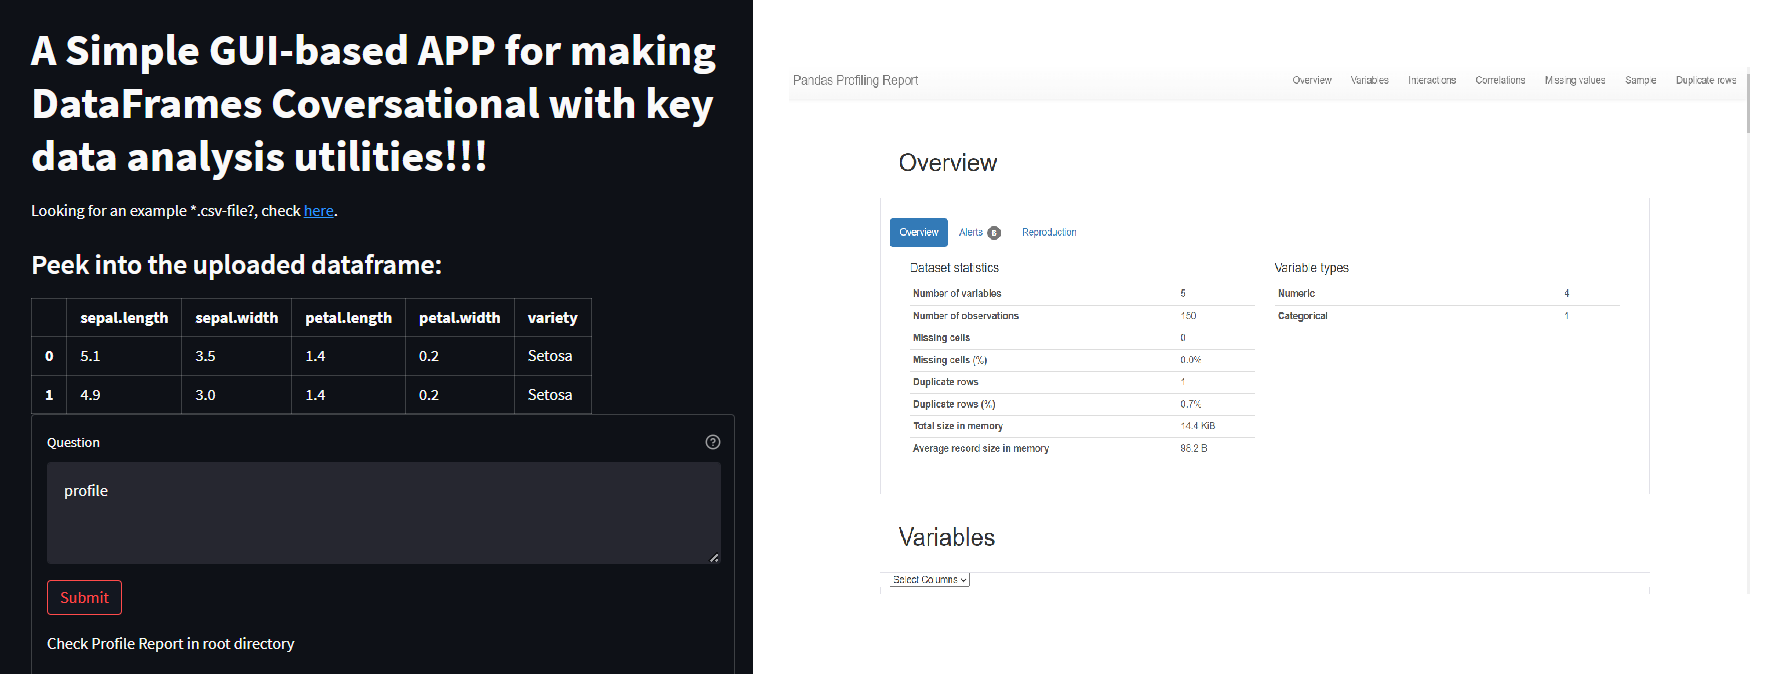 A Simple GUI-based APP for making
DataFrames Coversational with key
data analysis utilities!!!
Looking for an example *.csv-file?, check here.
Peek into the uploaded dataframe:
sepal.length sepal.width petal.length petal.width variety
0 5.1 3.5 1.4 0.2 Setosa
1 4.9 3.0 1.4 0.2 Setosa
Question
profile
Submit
Check Profile Report in root directory
Pandas Profiling Report
Overview Variables Interactions Correlations Missing values Sample Duplicate rows
Overview
Overview Alerts Reproduction
Dataset statistics
Number of variables 5
Number of observations 150
Missing cells 0
Missing cells (%) 0.0%
Duplicate rows 1
Duplicate rows (%) 0.7%
Total size in memory 14.4 KiB
Average record size in memory 98.2 B
Variable types
Numeric 4
Categorical 1
Variables
Select Columns